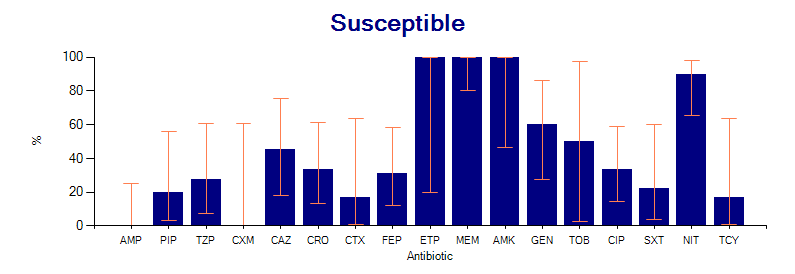 Susceptible
100
80
60
40
20
0
%
AMP PIP TZP CXM CAZ CRO CTX FEP ETP MEM AMK GEN TOB CIP SXT NIT TCY
Antibiotic